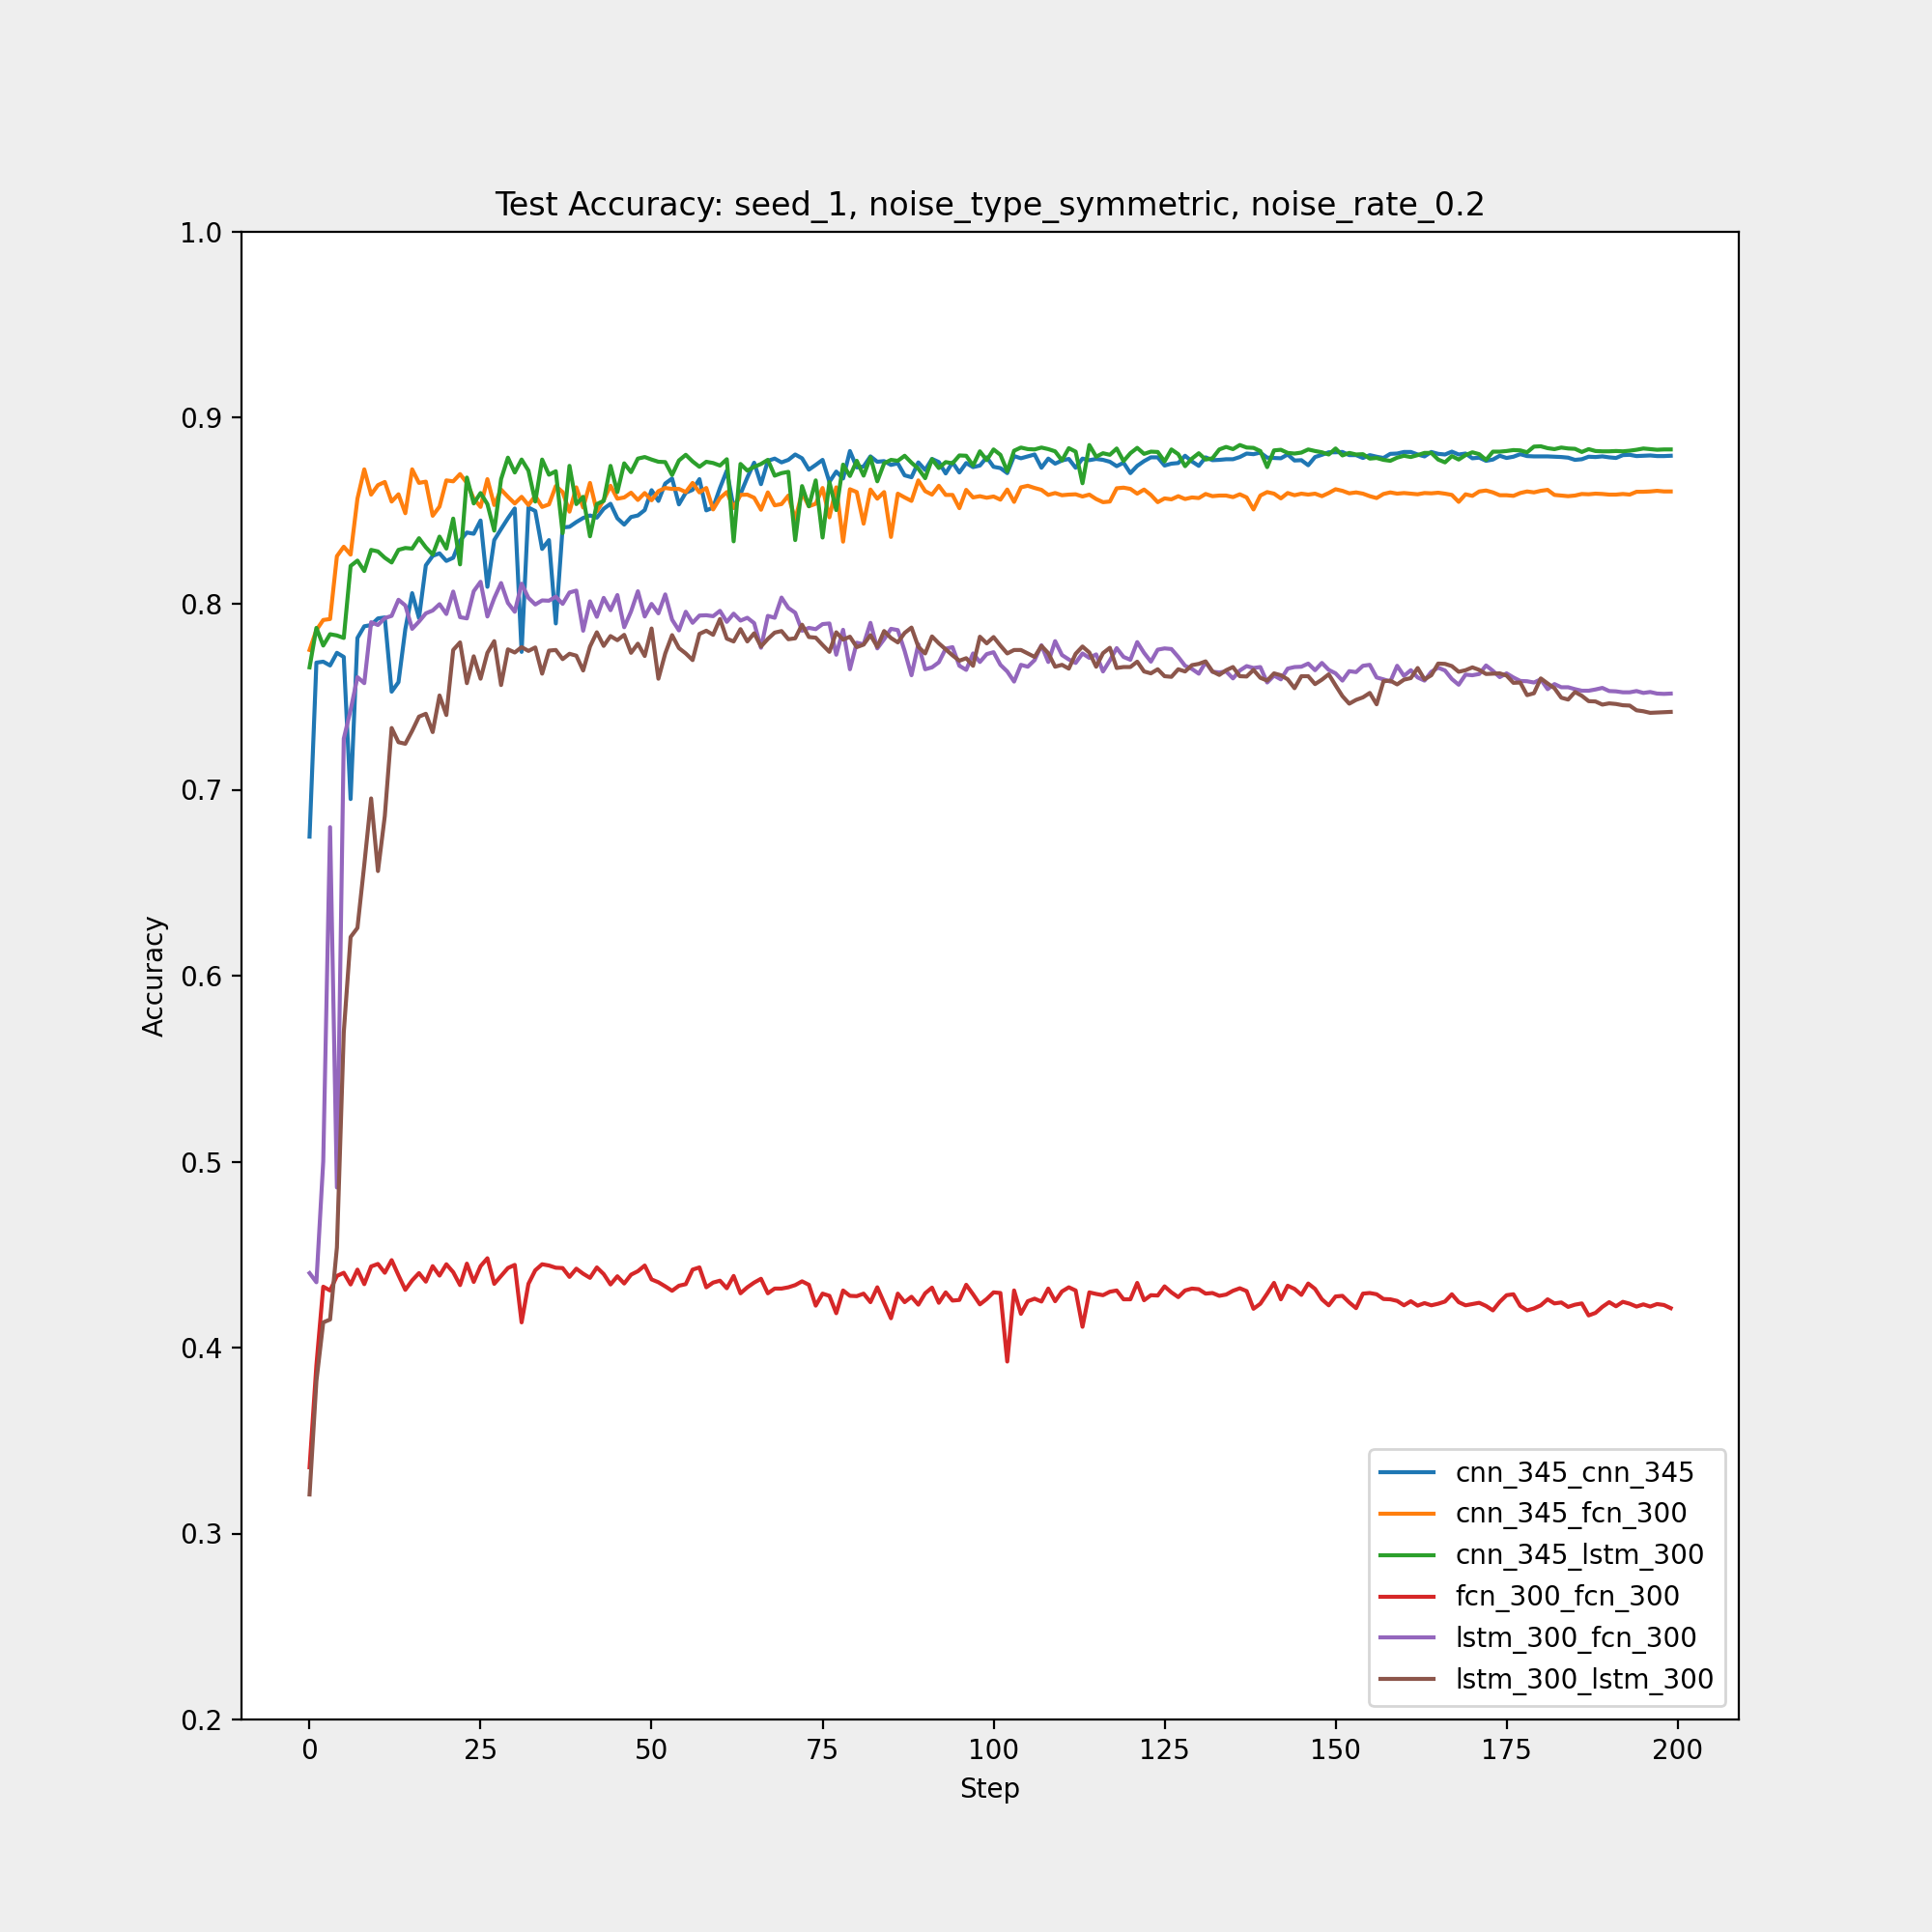 Test Accuracy: seed_1, noise_type_symmetric, noise_rate_0.2
1.0
0.9
0.8
0.7
0.6
0.5
0.4
0.3
0.2
Accuracy
0 25 50 75 100 125 150 175 200
Step
cnn_345_cnn_345
cnn_345_fcn_300
cnn_345_lstm_300
fcn_300_fcn_300
lstm_300_fcn_300
lstm_300_lstm_300